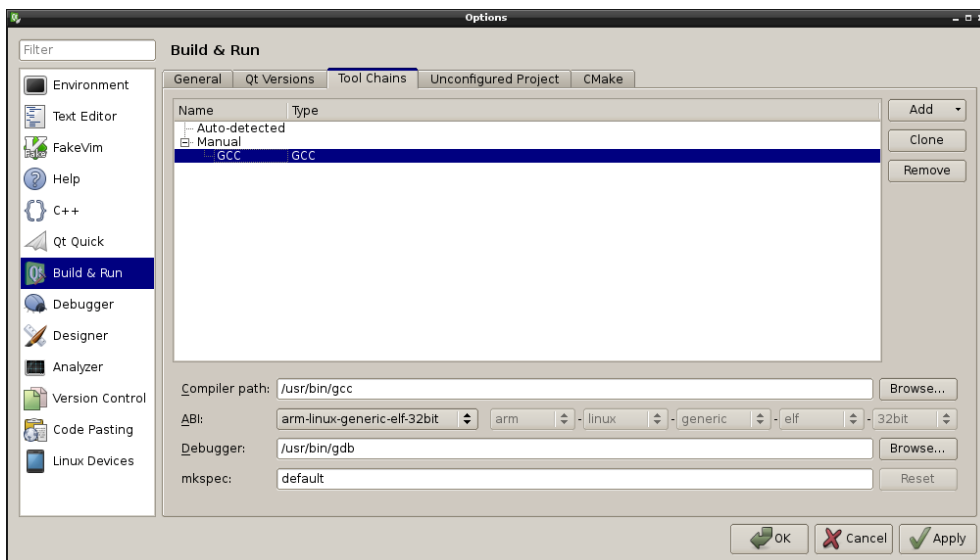 Options
Filter
Build & Run
Environment
Text Editor
FakeVim
Help
C++
Qt Quick
Build & Run
Debugger
Designer
Analyzer
Version Control
Code Pasting
Linux Devices
General Qt Versions Tool Chains Unconfigured Project CMake
Name Type
Auto-detected
Manual
GCC GCC
Add
Clone
Remove
Compiler path: /usr/bin/gcc Browse...
ABI: arm-linux-generic-elf-32bit arm - linux - generic - elf - 32bit
Debugger: /usr/bin/gdb Browse...
mkspec: default Reset
OK Cancel Apply